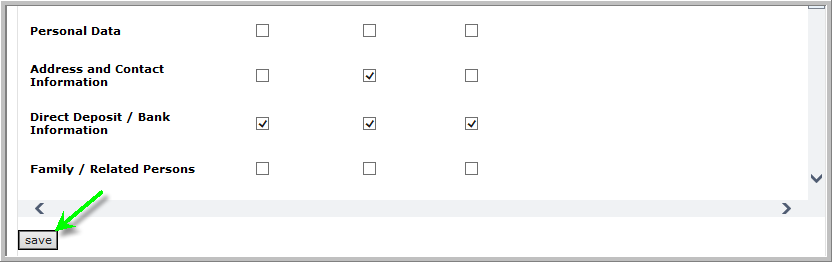 Personal Data
Address and Contact
Information
Direct Deposit / Bank
Information
Family / Related Persons
save